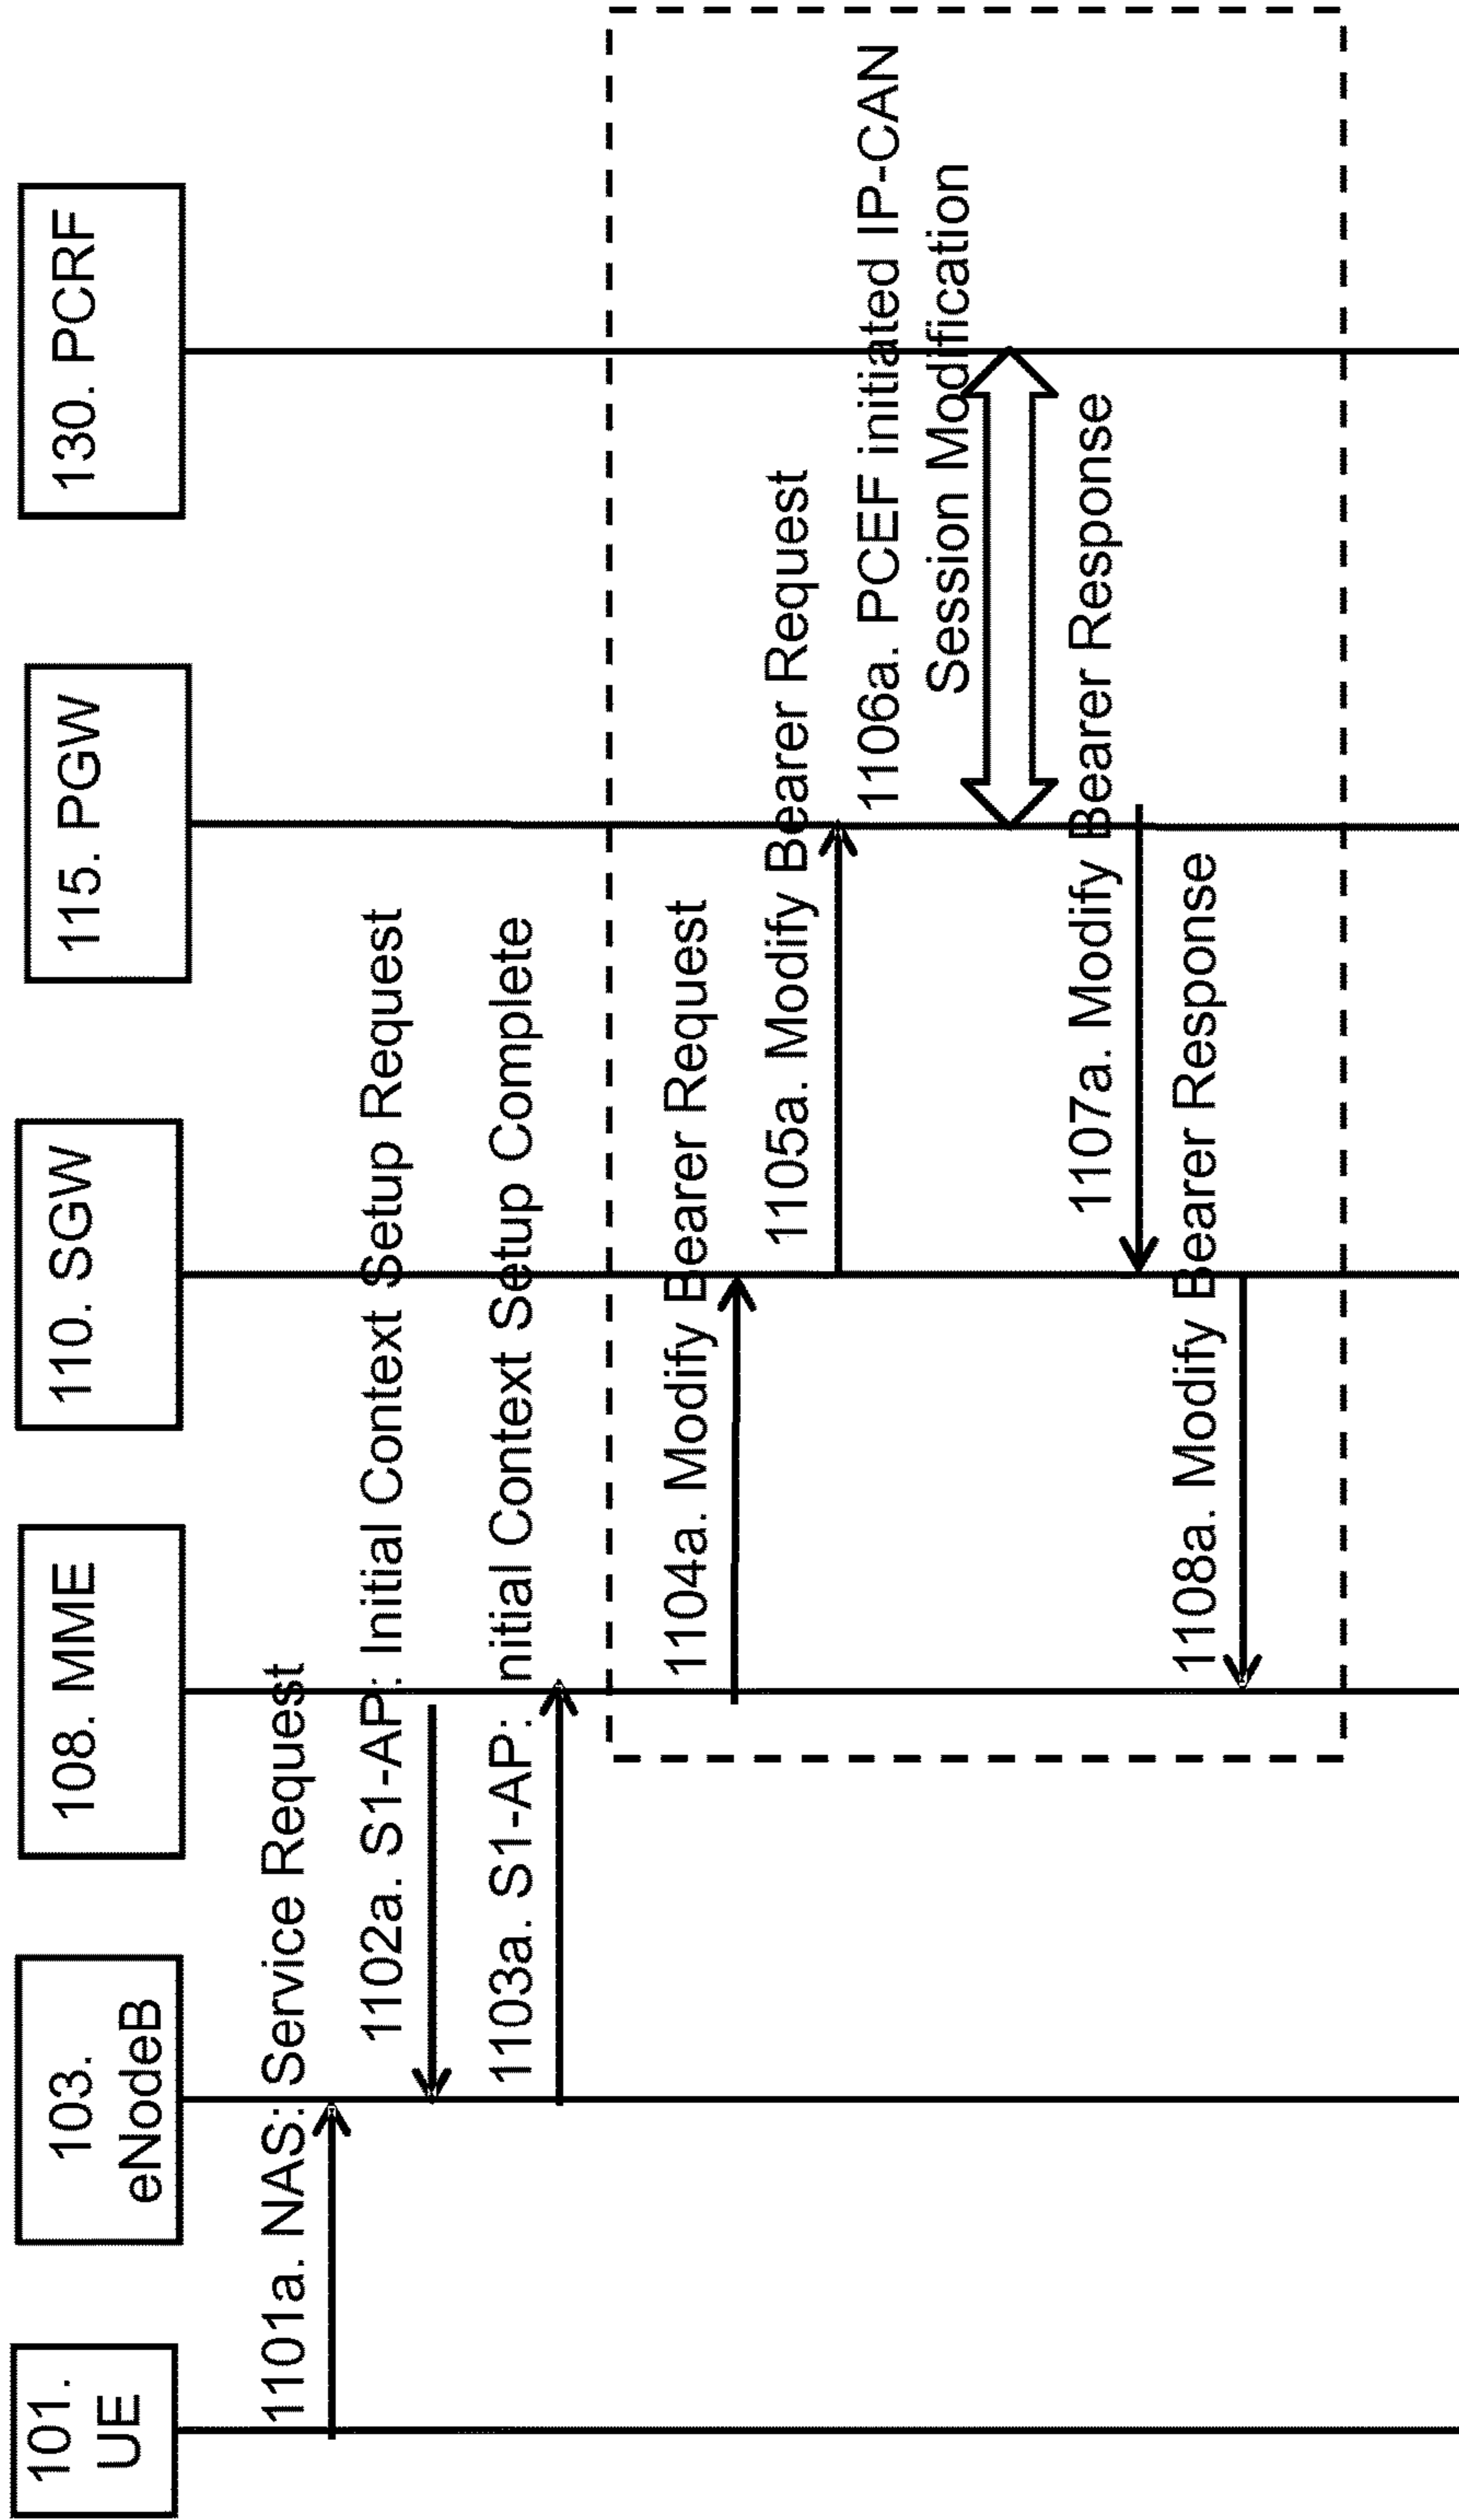 101.
UE
103.
eNodeB
108. MME
110. SGW
115. PGW
130. PCRF
1101a. NAS: Service Request
1102a. S1-AP: Initial Context Setup Request
1103a. S1-AP: nitial Context Setup Complete
1104a. Modify Bearer Request
1105a. Modify Bearer Request
1106a. PCEF initiated IP-CAN
Session Modification
1107a. Modify Bearer Response
1108a. Modify Bearer Response